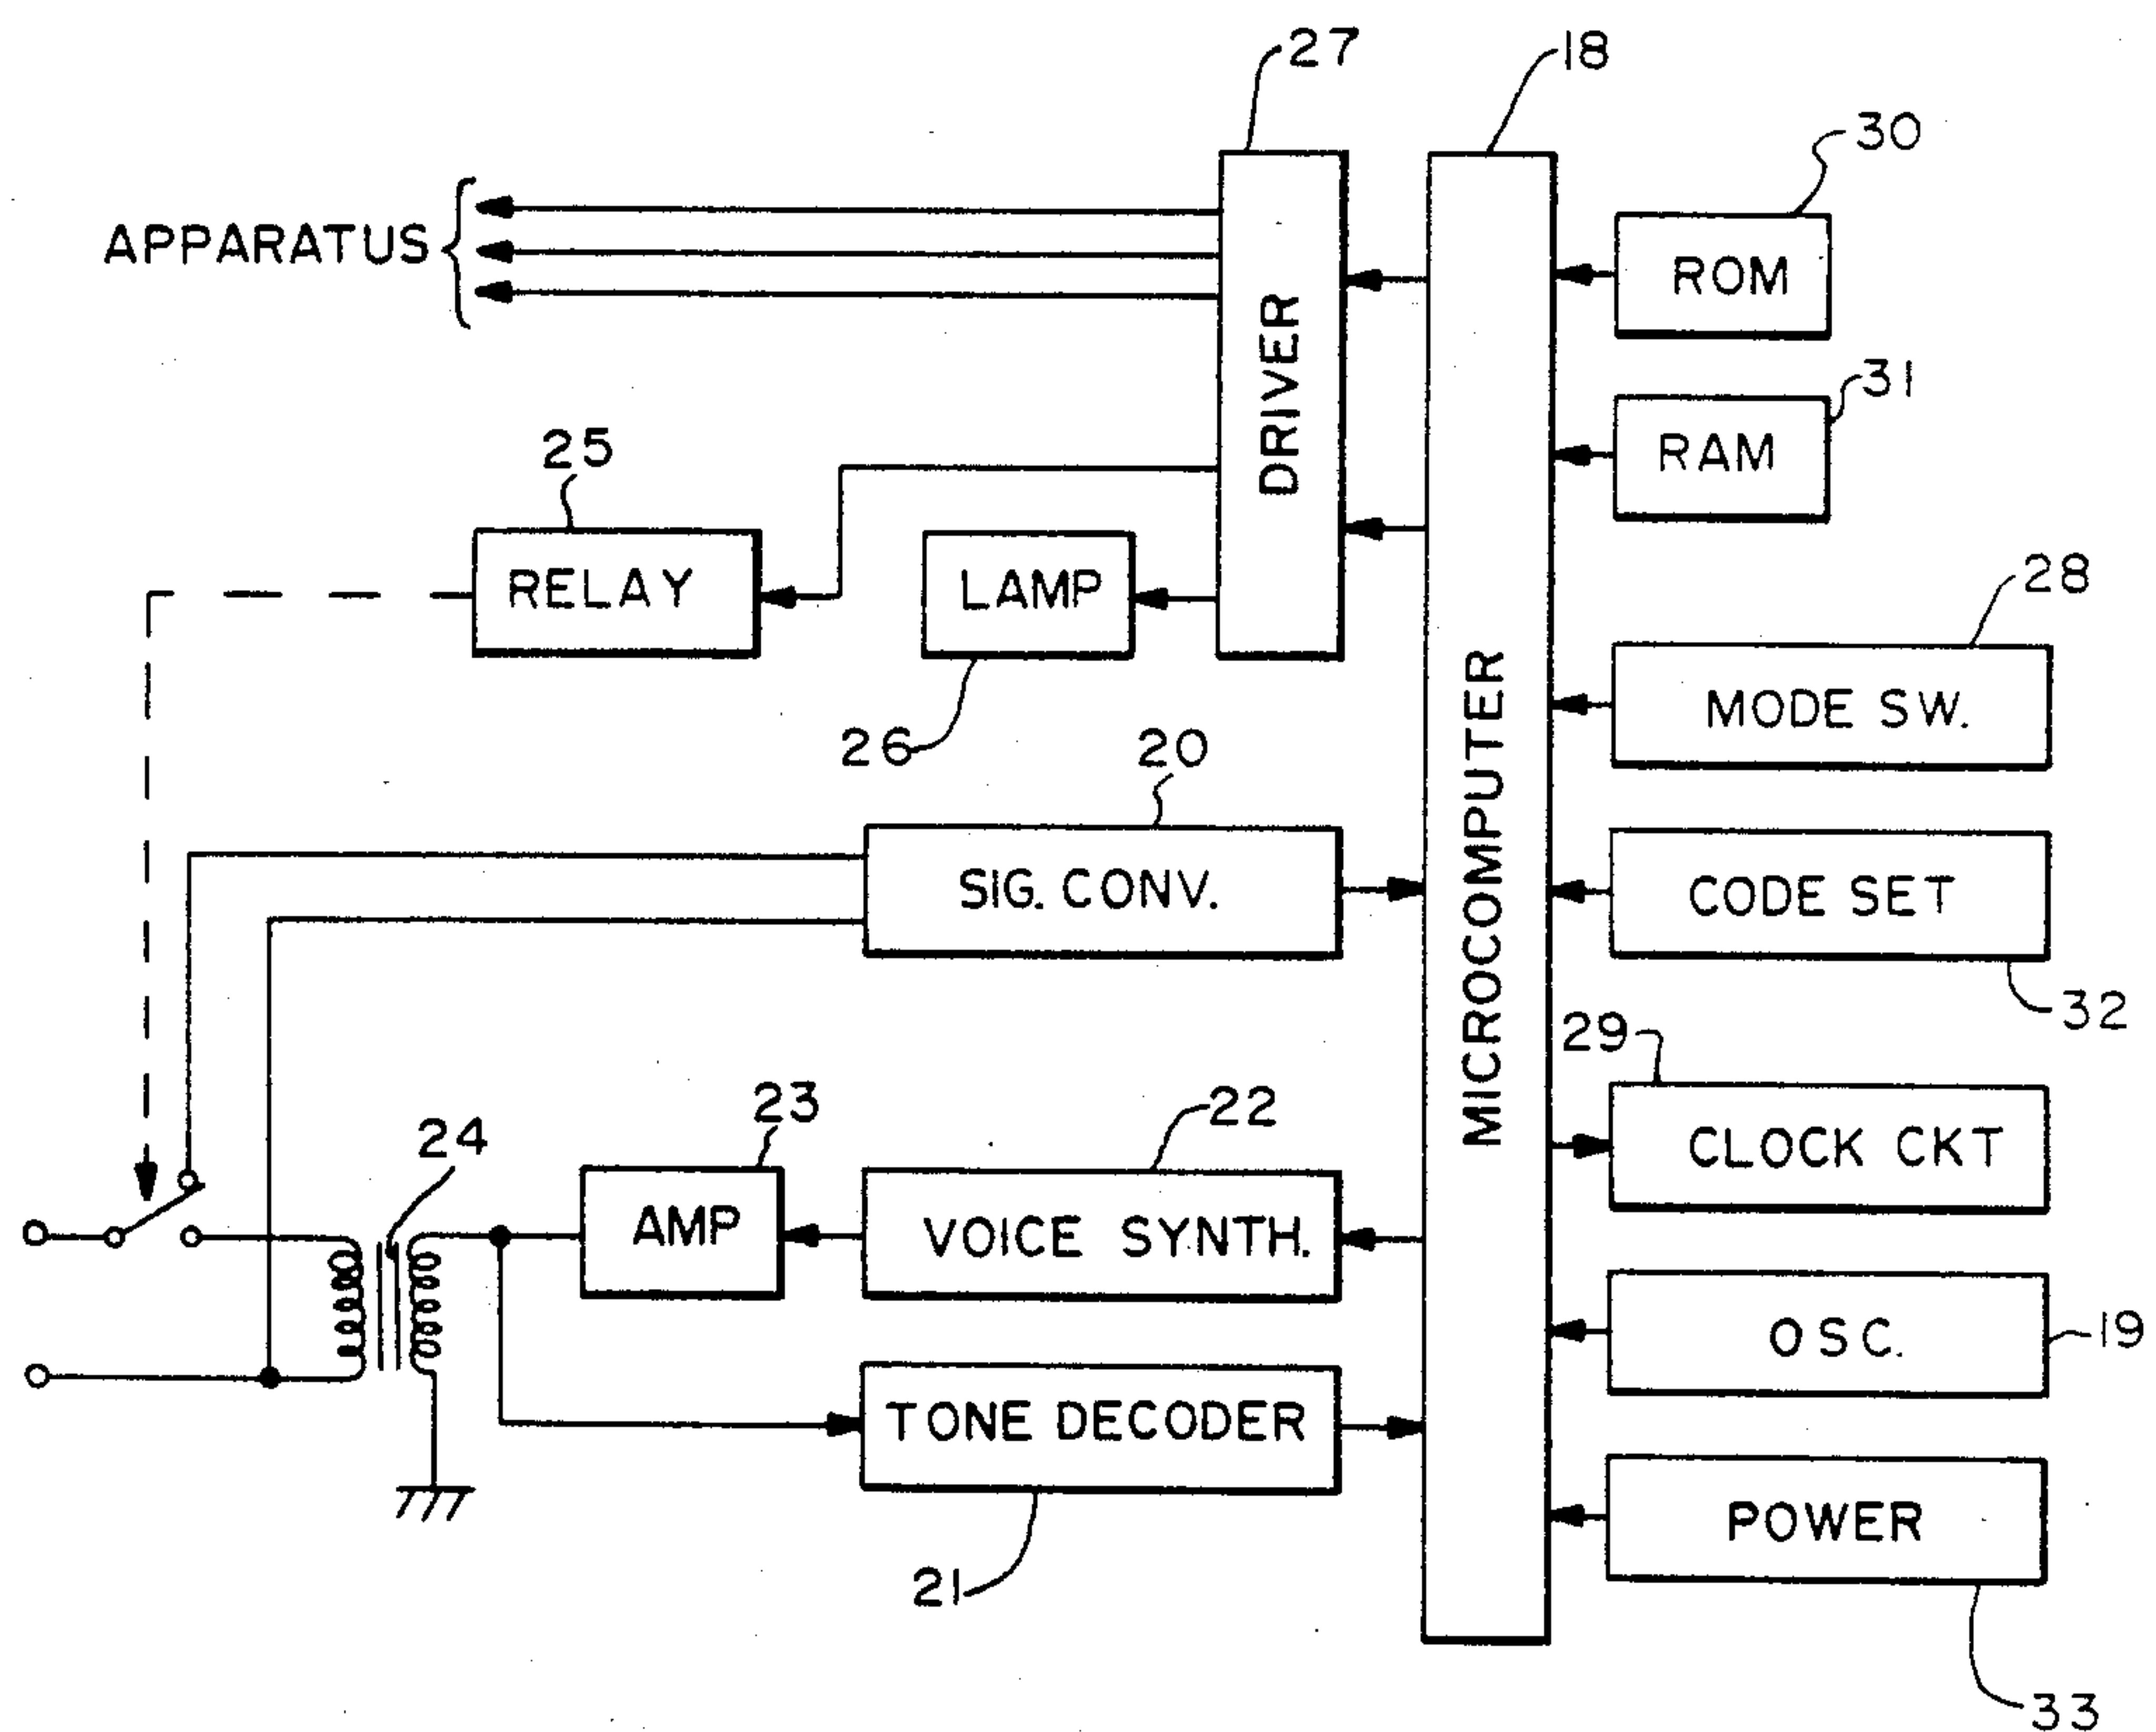 27
18
30
APPARATUS
ROM
DRIVER
31
RAM
25
RELAY
LAMP
28
MODE SW.
26
20
MICROCOMPUTER
SIG. CONV.
CODE SET
32
29
23
22
24
CLOCK CKT
AMP
VOICE SYNTH.
OSC.
19
TONE DECODER
POWER
21
33